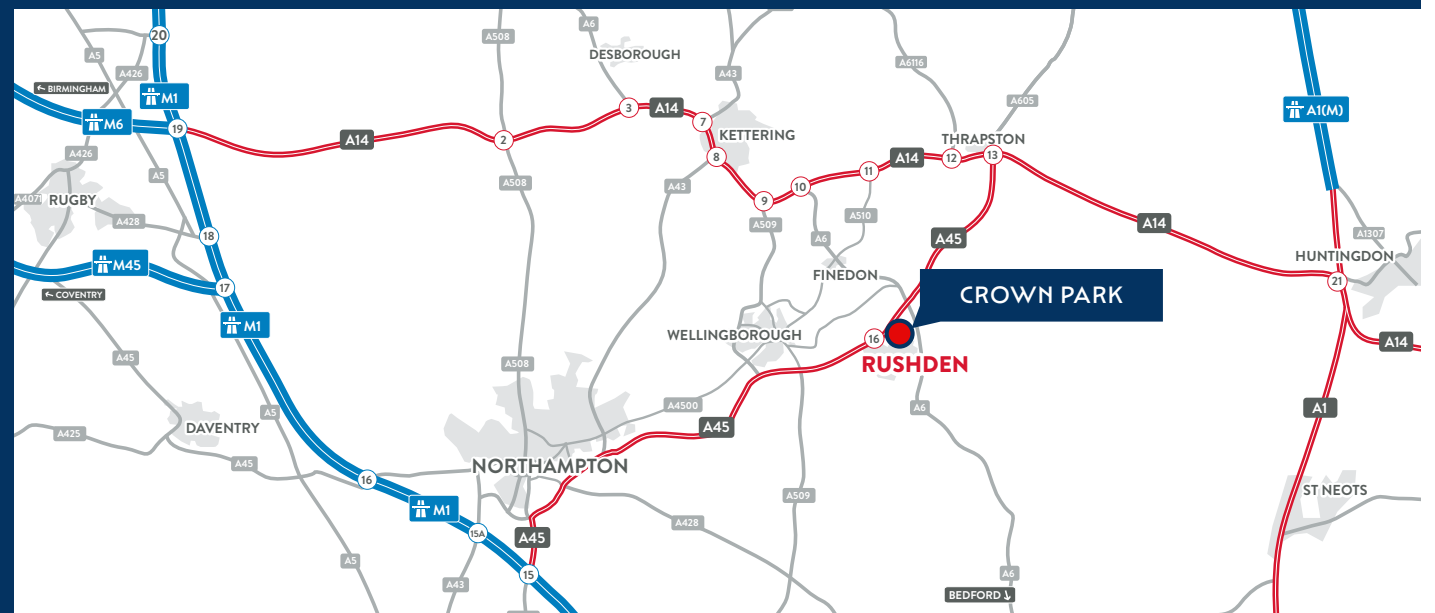 A6
A508
20
A5
DESBOROUGH
A6116
A426
A43
BIRMINGHAM
M1
A605
3
A14
A1(M)
M6
19
7
KETTERING
A14
2
THRAPSTON
A426
8
A14
12
13
11
A5
A508
A43
10
A4071
RUGBY
9
A510
A428
A509
A14
A1307
18
A6
A45
HUNTINGDON
M45
FINEDON
21
COVENTRY
17
CROWN PARK
M1
WELLINGBOROUGH
16
A14
A45
A508
RUSHDEN
A4500
A6
A1
A5
DAVENTRY
A45
A425
A45
NORTHAMPTON
16
ST NEOTS
A509
M1
A428
15A
A45
A5
15
A6
A43
BEDFORD